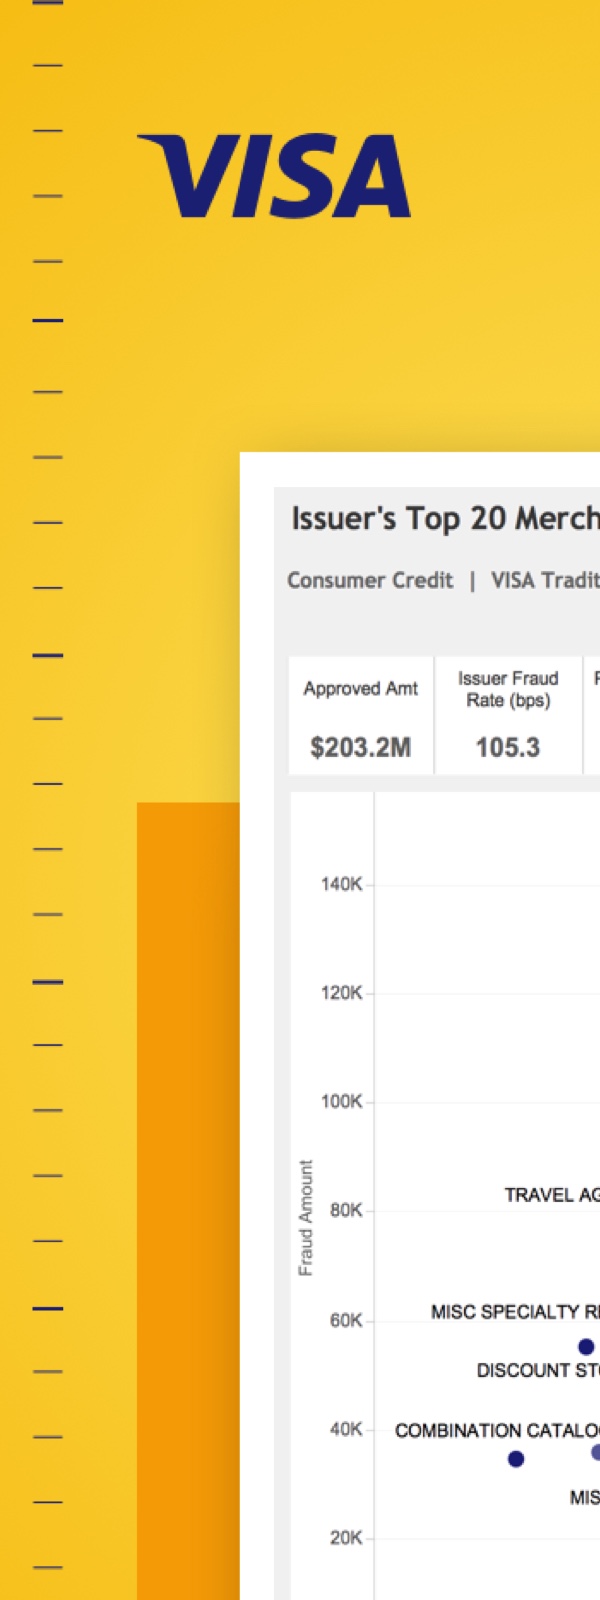 VISA
Issuer's Top 20 Merch
Consumer Credit | VISA Tradit
Approved Amt
$203.2M
Issuer Fraud
Rate (bps)
105.3
140K
120K
100K
80K
60K
40K
20K
Fraud Amount
TRAVEL AG
MISC SPECIALTY R
DISCOUNT STO
COMBINATION CATALO
MIS